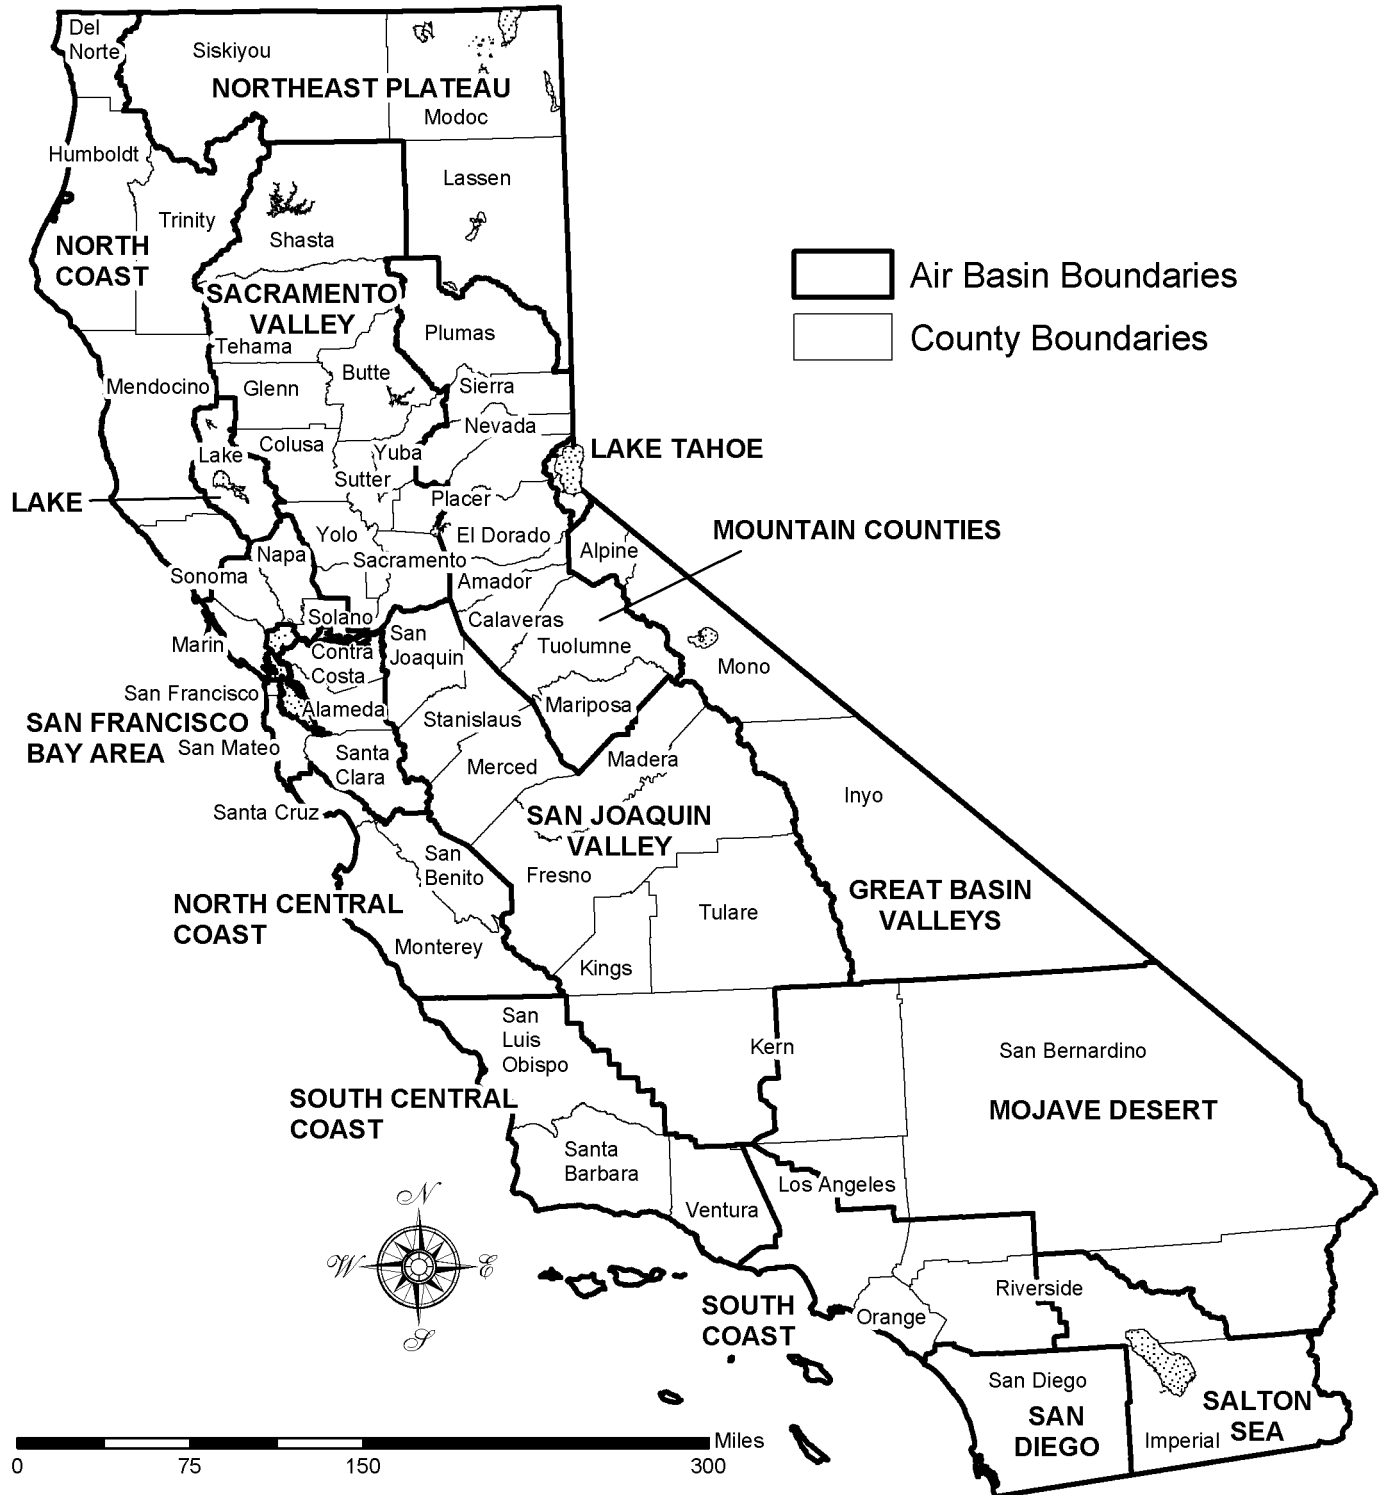 Del
Norte
Siskiyou
NORTHEAST PLATEAU
Modoc
Humboldt
Lassen
Trinity
Shasta
NORTH
COAST
Air Basin Boundaries
SACRAMENTO
VALLEY
Plumas
County Boundaries
Tehama
Butte
Mendocino
Glenn
Sierra
Nevada
Colusa
LAKE TAHOE
Lake
Yuba
Sutter
LAKE
Placer
Yolo
El Dorado
MOUNTAIN COUNTIES
Napa
Sacramento
Alpine
Sonoma
Amador
Solano
Calaveras
San
Joaquin
Marin
Contra
Costa
Tuolumne
Mono
San Francisco
Alameda
Mariposa
SAN FRANCISCO
BAY AREA
San Mateo
Stanislaus
Santa
Clara
Merced
Madera
Inyo
Santa Cruz
SAN JOAQUIN
VALLEY
San
Benito
Fresno
GREAT BASIN
VALLEYS
NORTH CENTRAL
COAST
Tulare
Monterey
Kings
San
Luis
Obispo
Kern
San Bernardino
SOUTH CENTRAL
COAST
MOJAVE DESERT
Santa
Barbara
Los Angeles
Ventura
N
W
E
S
SOUTH
COAST
Riverside
Orange
San Diego
SAN
DIEGO
SALTON
SEA
Imperial
Miles
0 75 150 300